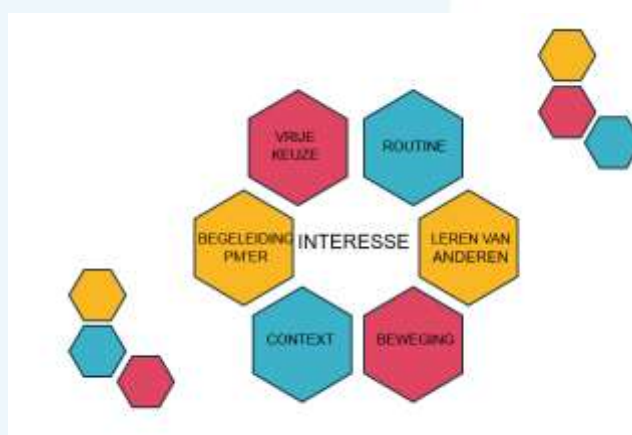 VRIJE
KEUZE
ROUTINE
BEGELEIDING
PM'ER
INTERESSE
LEREN VAN
ANDEREN
CONTEXT
BEWEGING